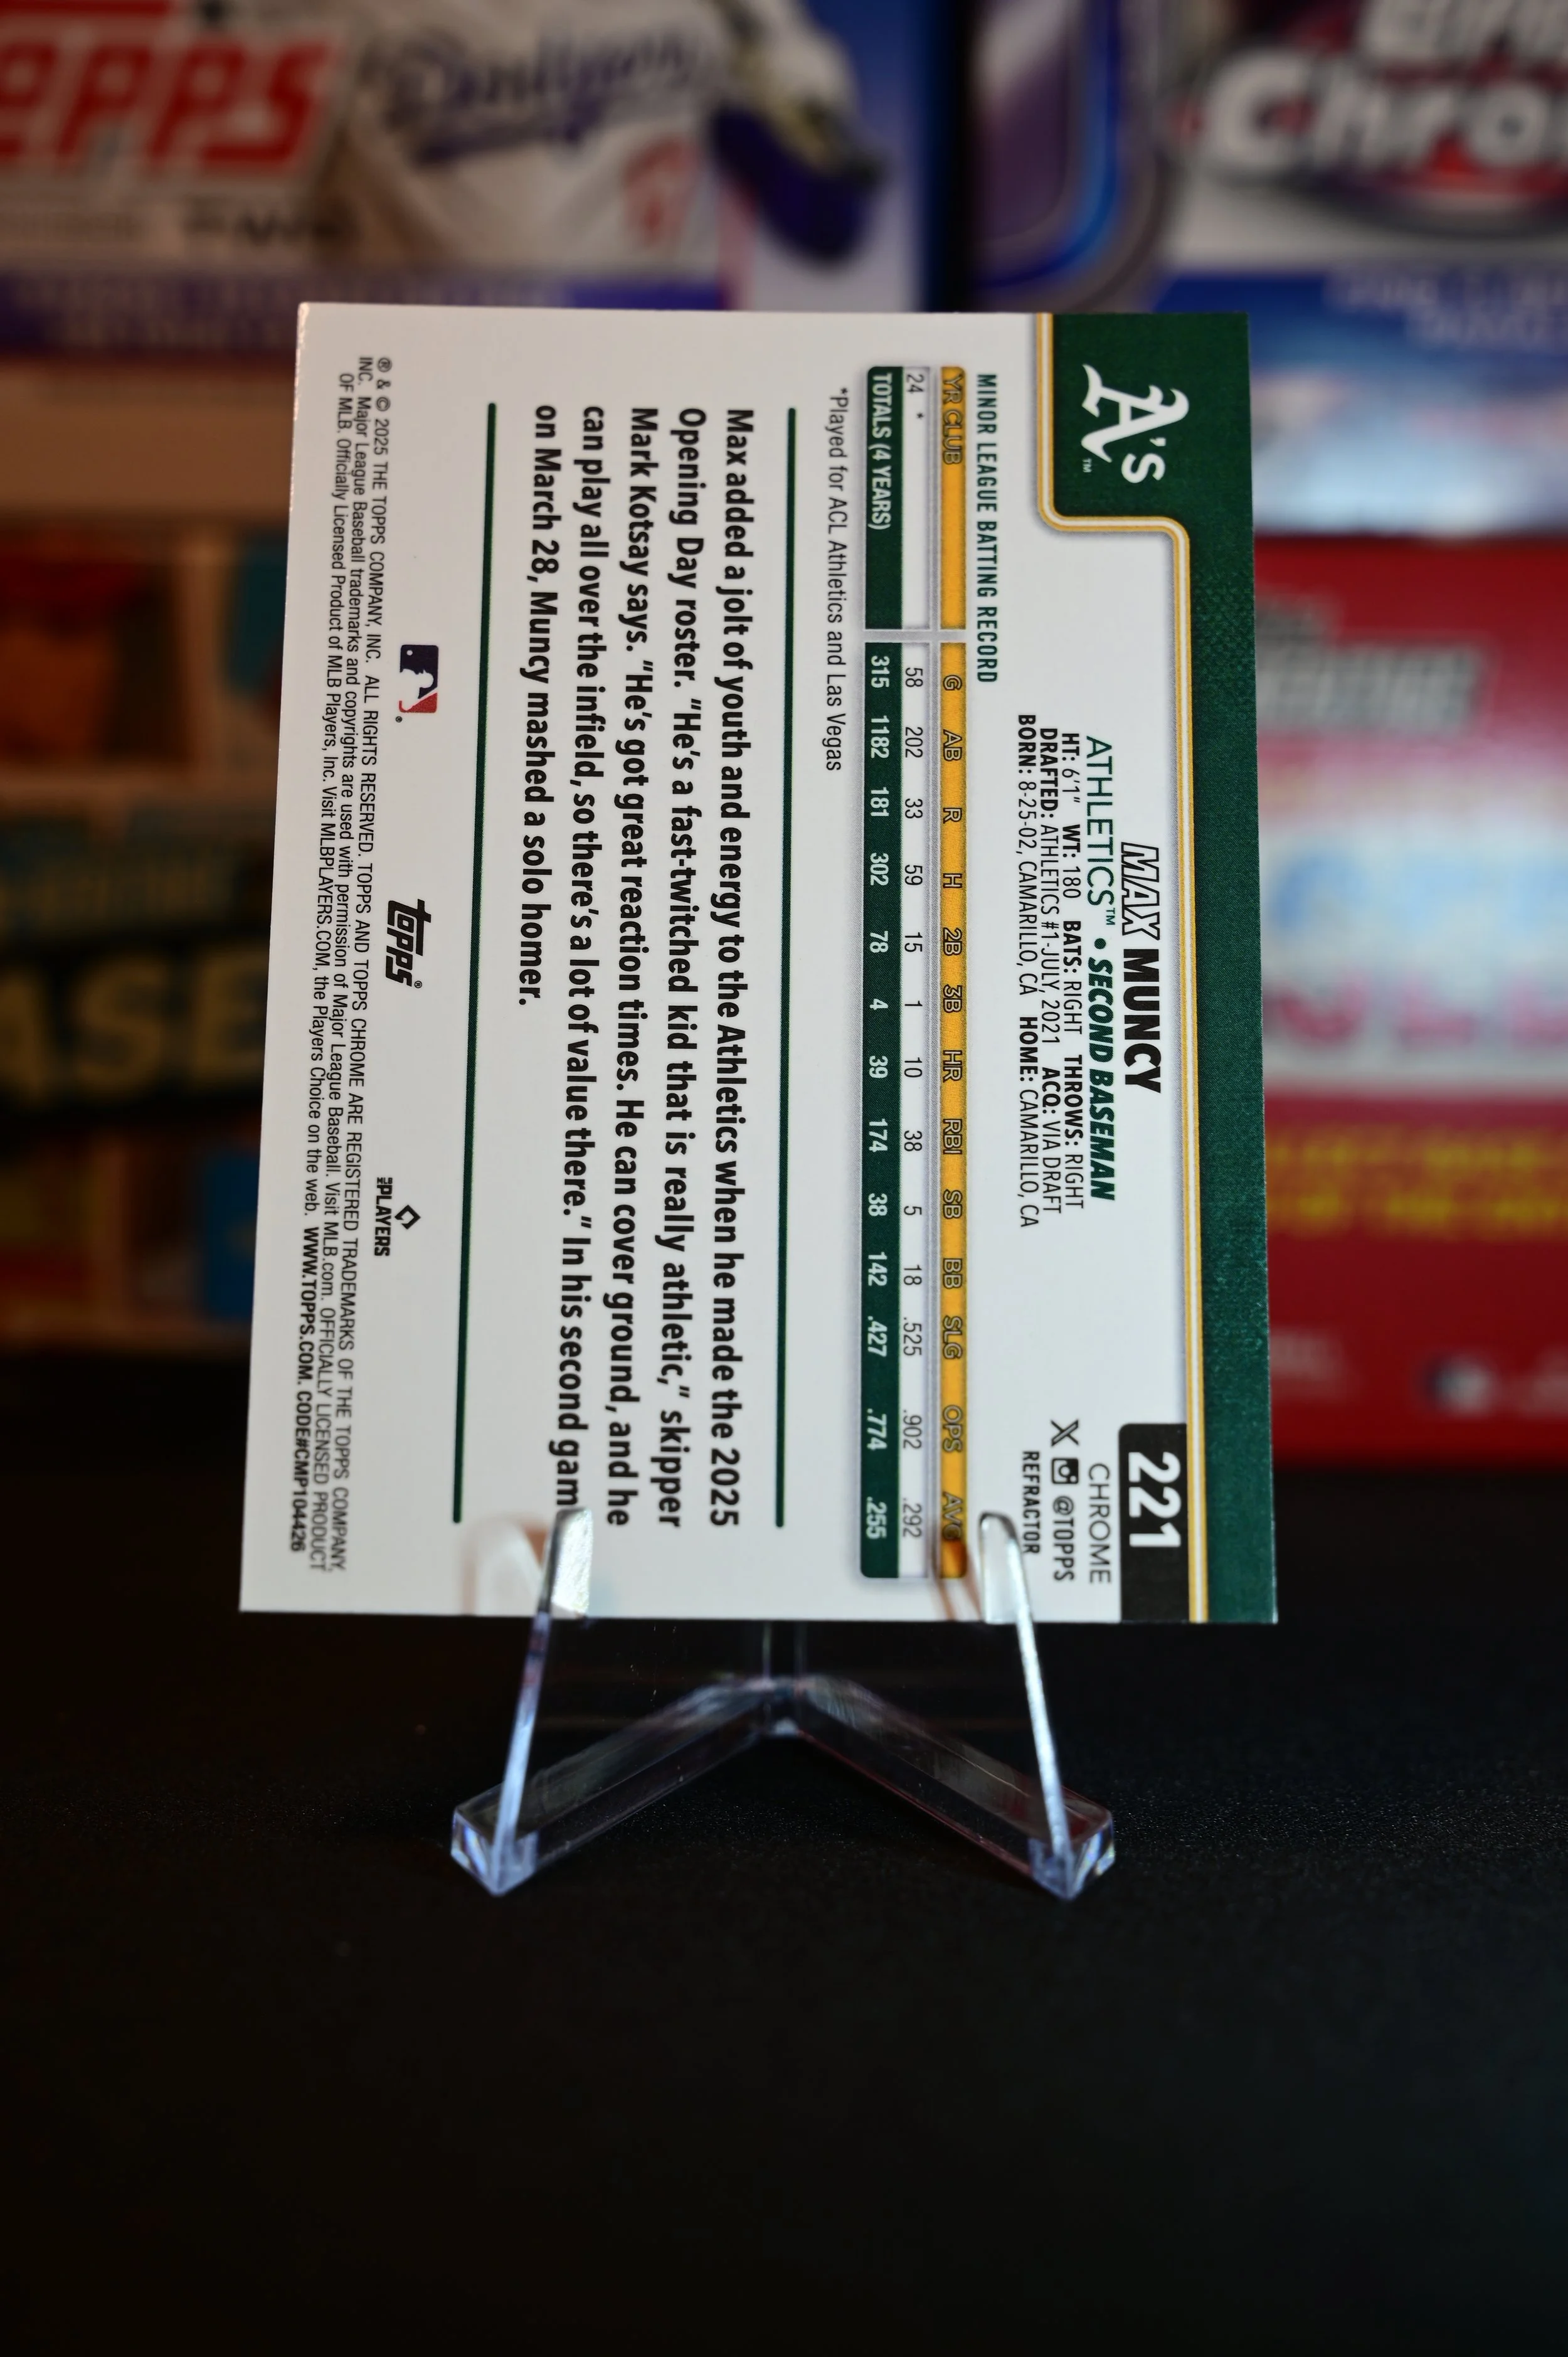 A's™
221
MAX MUNCY
CHROME
ATHLETICS™ • SECOND BASEMAN
@TOPPS
HT: 6'1" WT: 180 BATS: RIGHT THROWS: RIGHT
REFRACTOR
DRAFTED: ATHLETICS #1-JULY, 2021 ACQ: VIA DRAFT
BORN: 8-25-02, CAMARILLO, CA HOME: CAMARILLO, CA
MINOR LEAGUE BATTING RECORD
YR CLUB G AB R H 2B 3B HR RBI SB BB SLG OPS AVG
24 * 58 202 33 59 15 1 10 38 5 18 .525 .902 .292
TOTALS (4 YEARS) 315 1182 181 302 78 4 39 174 38 142 .427 .774 .255
*Played for ACL Athletics and Las Vegas
Max added a jolt of youth and energy to the Athletics when he made the 2025
Opening Day roster. "He's a fast-twitched kid that is really athletic," skipper
Mark Kotsay says. "He's got great reaction times. He can cover ground, and he
can play all over the infield, so there's a lot of value there." In his second gam
on March 28, Muncy mashed a solo homer.
topps®
PLAYERS
® & © 2025 THE TOPPS COMPANY, INC. ALL RIGHTS RESERVED. TOPPS AND TOPPS CHROME ARE REGISTERED TRADEMARKS OF THE TOPPS COMPANY,
INC. Major League Baseball trademarks and copyrights are used with permission of Major League Baseball. Visit MLB.com. OFFICIALLY LICENSED PRODUCT
OF MLB. Officially Licensed Product of MLB Players, Inc. Visit MLBPLAYERS.COM, the Players Choice on the web. WWW.TOPPS.COM. CODE#CMP104426
TOPPS
Dodgers
Chro
ASE